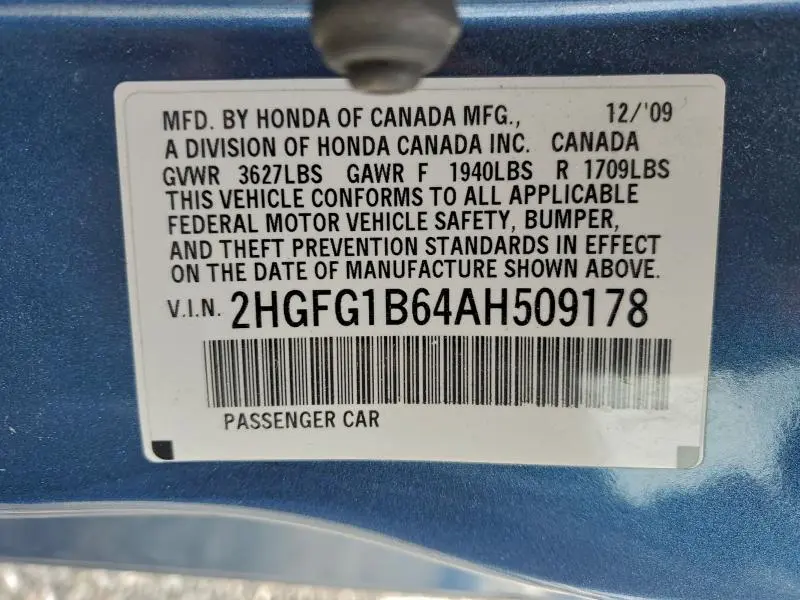 MFD. BY HONDA OF CANADA MFG., 12/'09
A DIVISION OF HONDA CANADA INC. CANADA
GVWR 3627LBS GAWR F 1940LBS R 1709LBS
THIS VEHICLE CONFORMS TO ALL APPLICABLE
FEDERAL MOTOR VEHICLE SAFETY, BUMPER,
AND THEFT PREVENTION STANDARDS IN EFFECT
ON THE DATE OF MANUFACTURE SHOWN ABOVE.
V.I.N. 2HGFG1B64AH509178
PASSENGER CAR